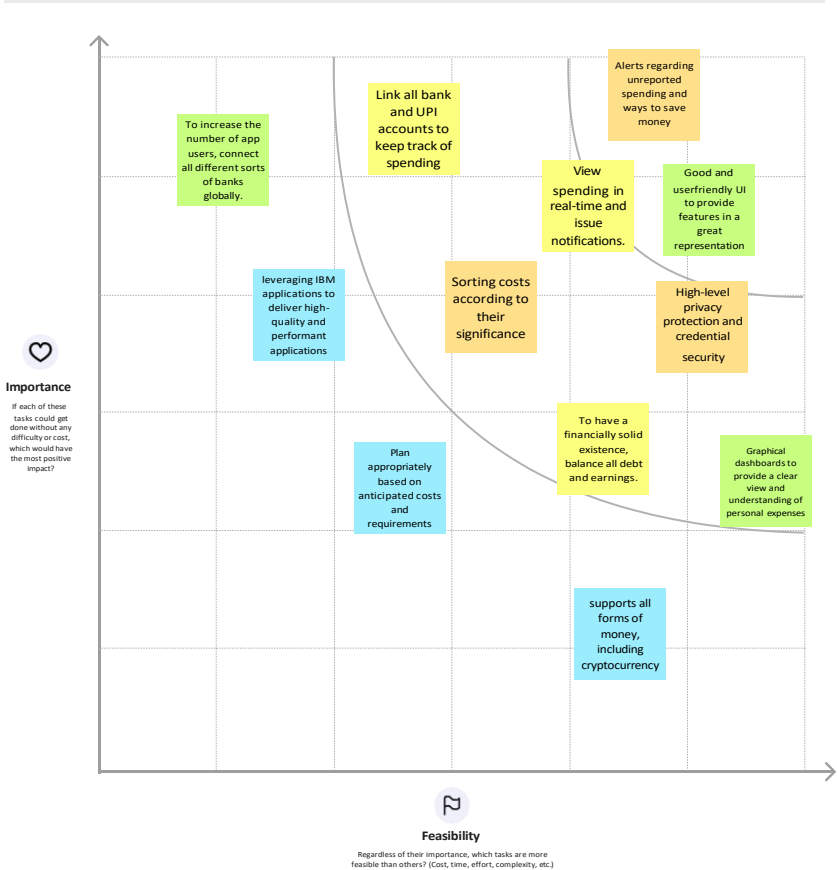 Alerts regarding
unreported
spending and
ways to save
money
Link all bank
and UPI
accounts to
keep track of
spending
To increase the
number of app
users, connect
all different sorts
of banks
globally.
View
spending in
real-time and
issue
notifications.
Good and
userfriendly UI
to provide
features in a
great
representation
leveraging IBM
applications to
deliver high-
quality and
performant
applications
Sorting costs
according to
their
significance
High-level
privacy
protection and
credential
security
Importance
If each of these
tasks could get
done without any
difficulty or cost,
which would have
the most positive
impact?
To have a
financially solid
existence,
balance all debt
and earnings.
Plan
appropriately
based on
anticipated costs
and
requirements
Graphical
dashboards to
provide a clear
view and
understanding of
personal expenses
supports all
forms of
money,
including
cryptocurrency
Feasibility
Regardless of their importance, which tasks are more
feasible than others? (Cost, time, effort, complexity, etc.)